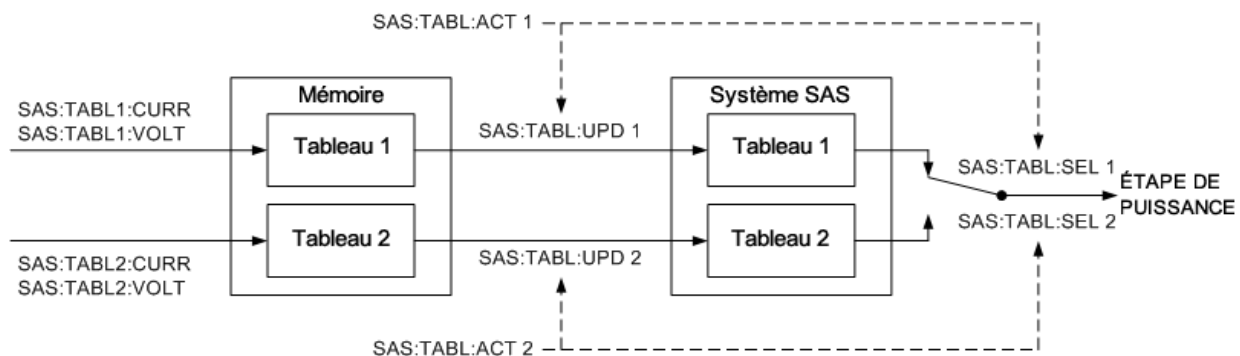 SAS:TABL:ACT 1
Mémoire
Système SAS
SAS:TABL1:CURR
SAS:TABL1:VOLT
Tableau 1
SAS:TABL:UPD 1
Tableau 1
SAS:TABL:SEL 1
ÉTAPE DE
PUISSANCE
Tableau 2
SAS:TABL:UPD 2
Tableau 2
SAS:TABL:SEL 2
SAS:TABL2:CURR
SAS:TABL2:VOLT
SAS:TABL:ACT 2